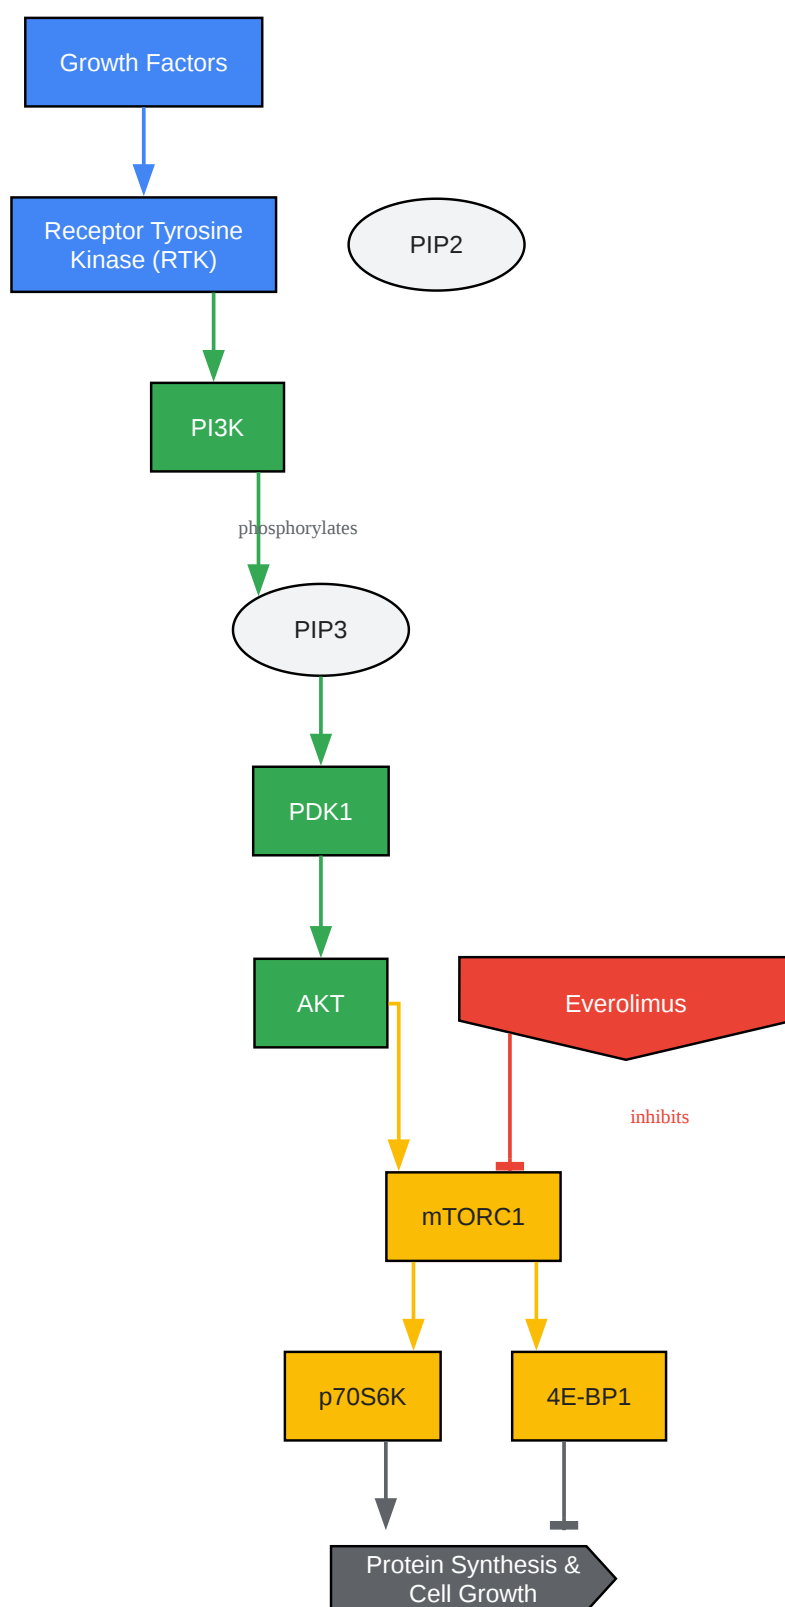 Growth Factors
Receptor Tyrosine
Kinase (RTK)
PIP2
PI3K
phosphorylates
PIP3
PDK1
AKT
Everolimus
inhibits
mTORC1
p70S6K
4E-BP1
Protein Synthesis &
Cell Growth